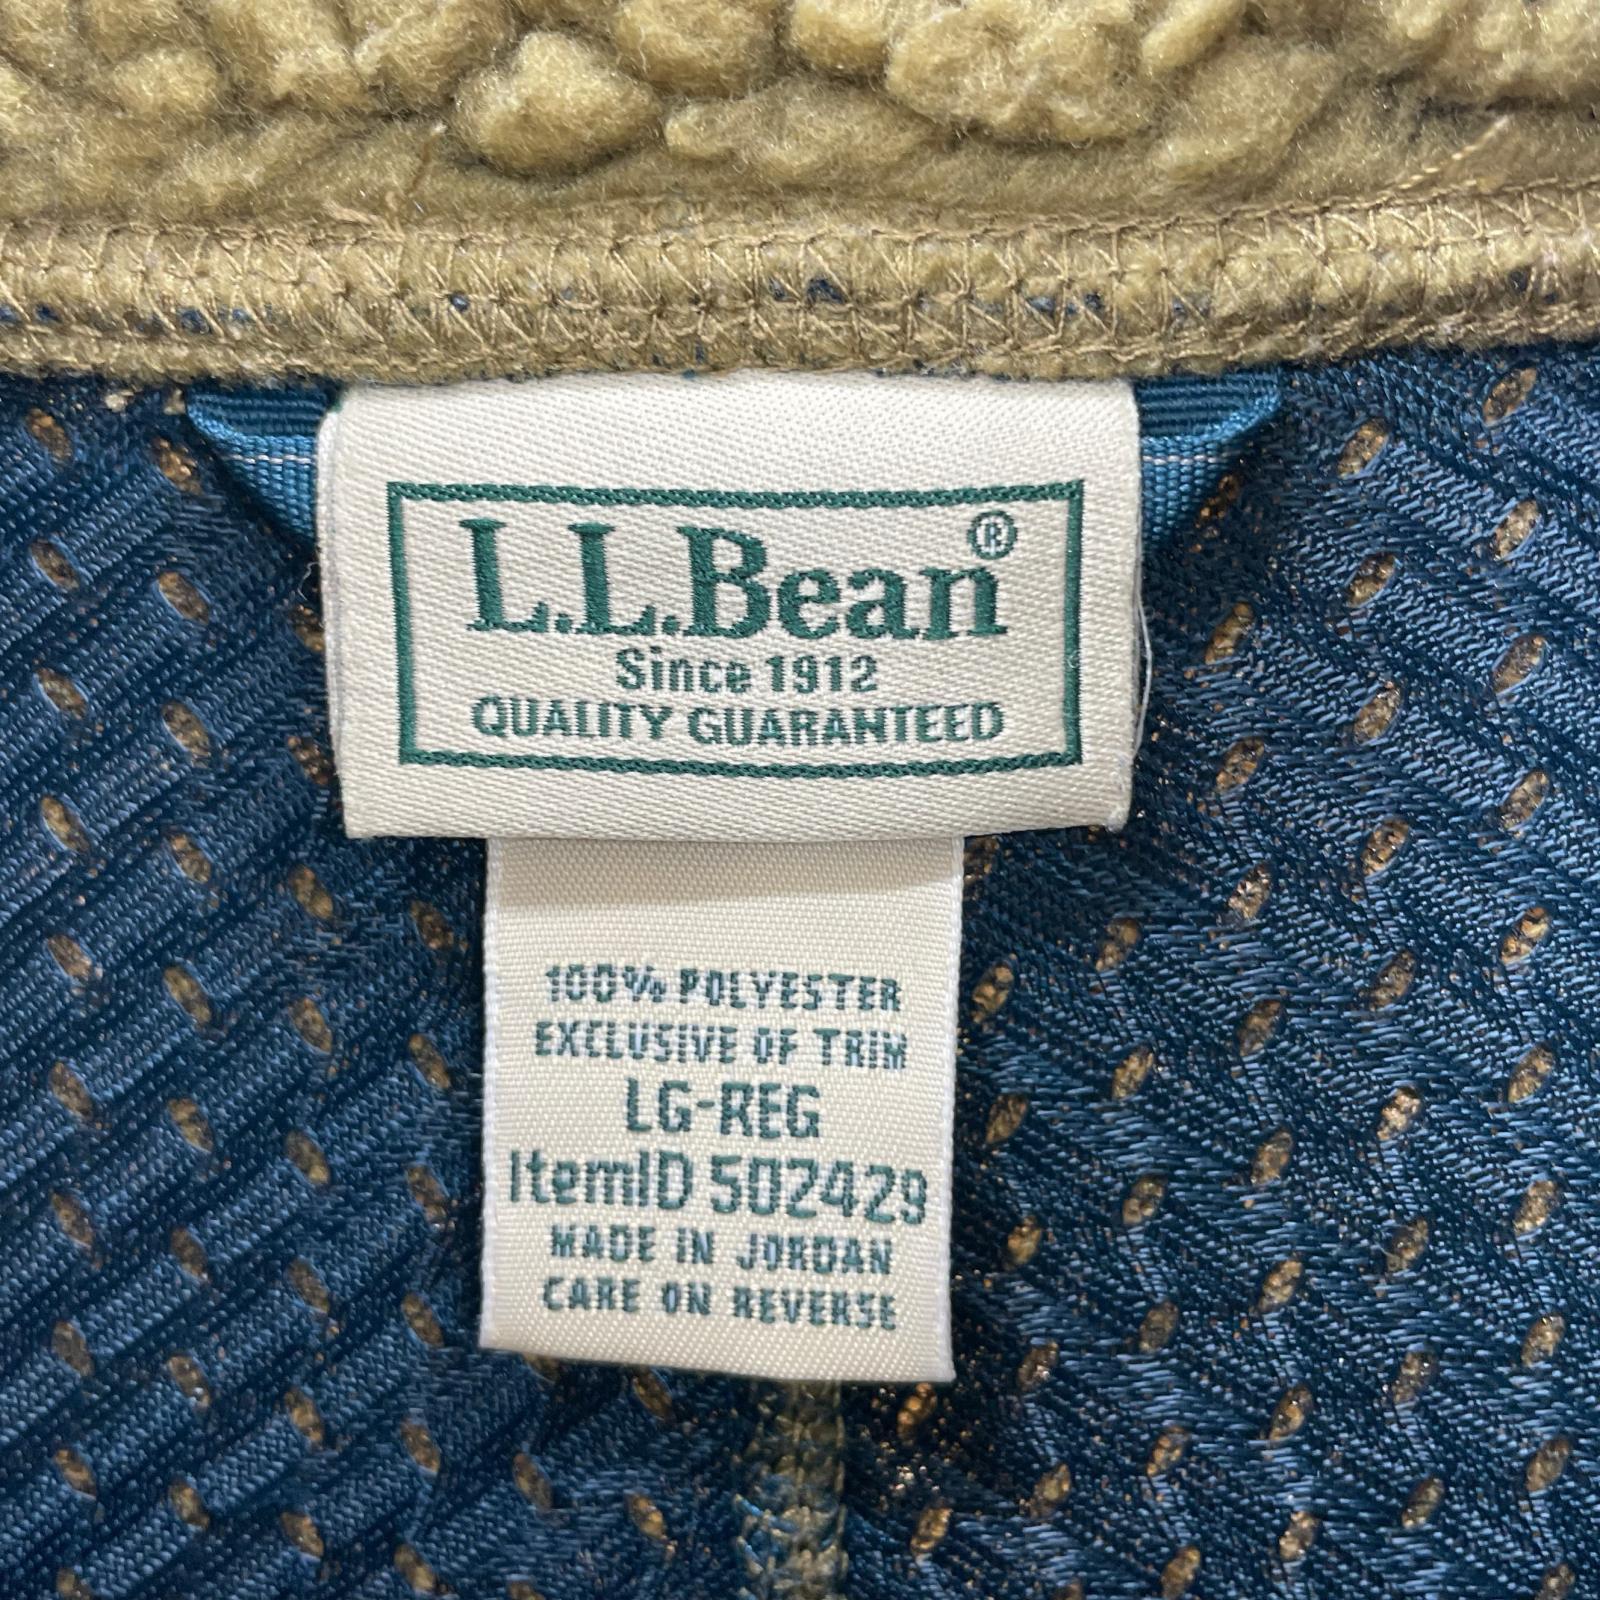 L.L.Bean®
Since 1912
QUALITY GUARANTEED
100% POLYESTER
EXCLUSIVE OF TRIM
LG-REG
ItemID 502429
MADE IN JORDAN
CARE ON REVERSE